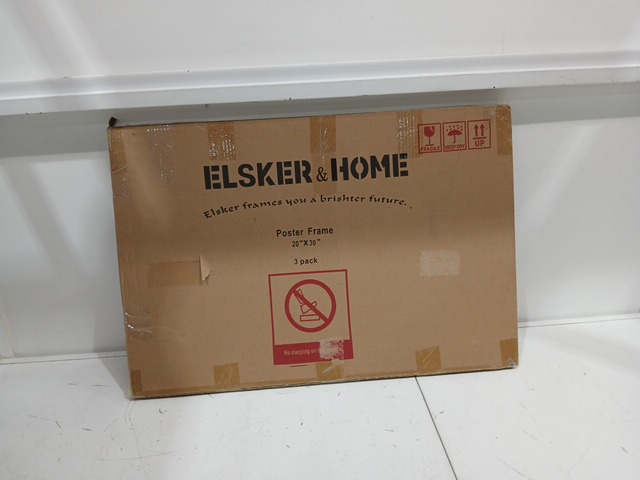 ELSKER & HOME
Elsker frames you a brishter future..
FRAGILE
KEEP DRY
UP
Poster Frame
20"X30"
3 pack
No stepping on